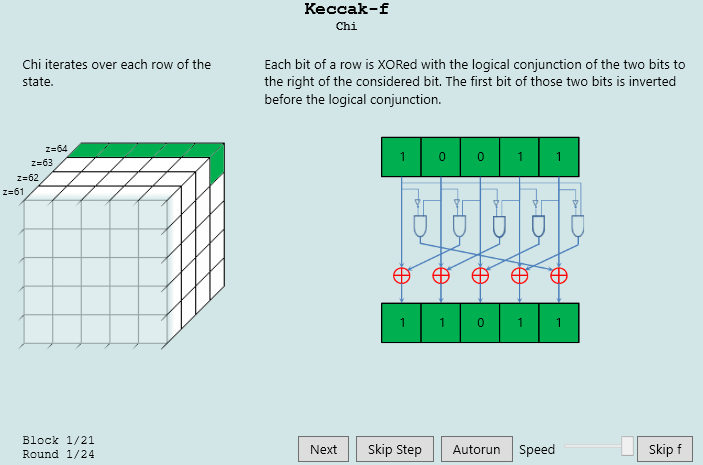 Keccak-f
Chi
Chi iterates over each row of the
state.
Each bit of a row is XORed with the logical conjunction of the two bits to
the right of the considered bit. The first bit of those two bits is inverted
before the logical conjunction.
z=64
z=63
z=62
z=61
1 0 0 1 1
1 1 0 1 1
Block 1/21
Round 1/24
Next Skip Step Autorun Speed Skip f